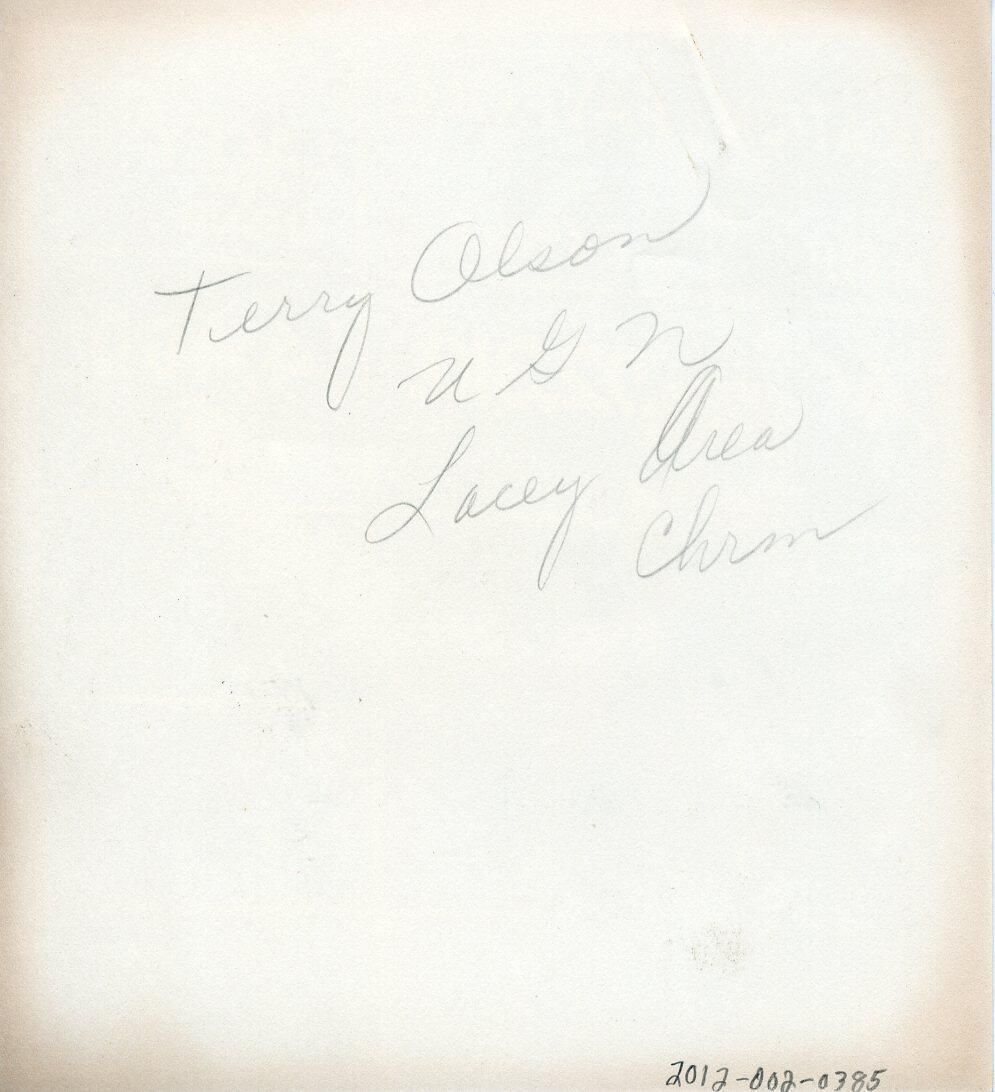 Terry Olson
UGN
Lacey Area
Chrm
2012-002-0385